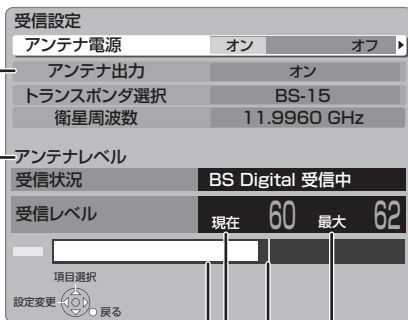 受信設定
アンテナ電源 オン オフ
アンテナ出力 オン
トランスポンダ選択 BS-15
衛星周波数 11.9960 GHz
アンテナレベル
受信状況 BS Digital 受信中
受信レベル 現在 60 最大 62
項目選択
設定変更 戻る